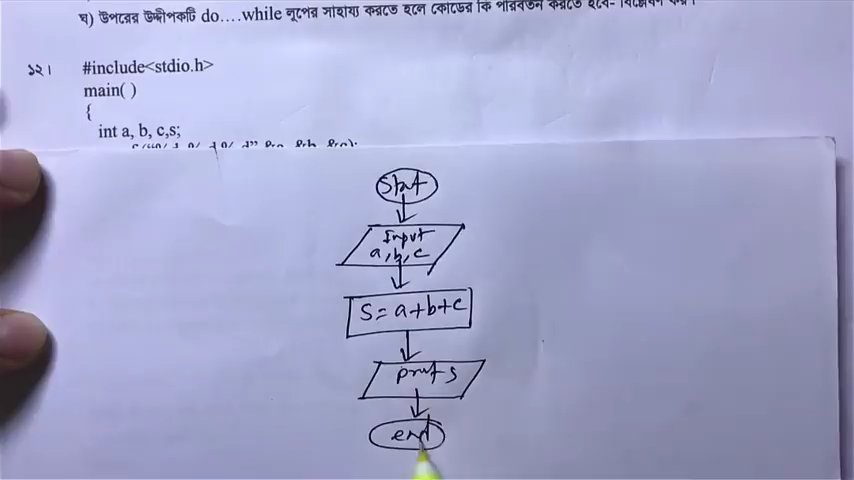 ঘ) উপরের উদ্দীপকটি do....while লুপের সাহায্য করতে হলে কোডের কি পরিবর্তন করতে হবে- বিশ্লেষণ কর।
১২। #include<stdio.h>
main( )
{
int a, b, c,s;
Start
Input
a, b, c
S = a+b+c
print s
end